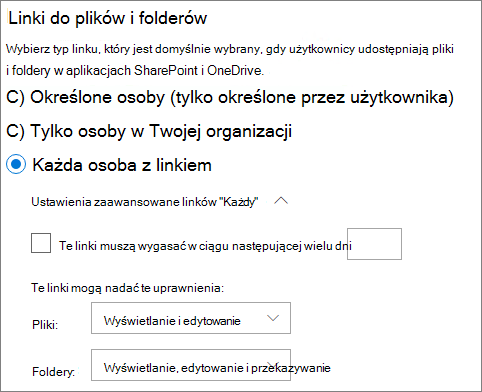 Linki do plików i folderów
Wybierz typ linku, który jest domyślnie wybrany, gdy użytkownicy udostępniają pliki
i foldery w aplikacjach SharePoint i OneDrive.
C) Określone osoby (tylko określone przez użytkownika)
C) Tylko osoby w Twojej organizacji
Każda osoba z linkiem
Ustawienia zaawansowane linków "Każdy"
Te linki muszą wygasać w ciągu następującej wielu dni
Te linki mogą nadać te uprawnienia:
Pliki: Wyświetlanie i edytowanie
Foldery: Wyświetlanie, edytowanie i przekazywanie